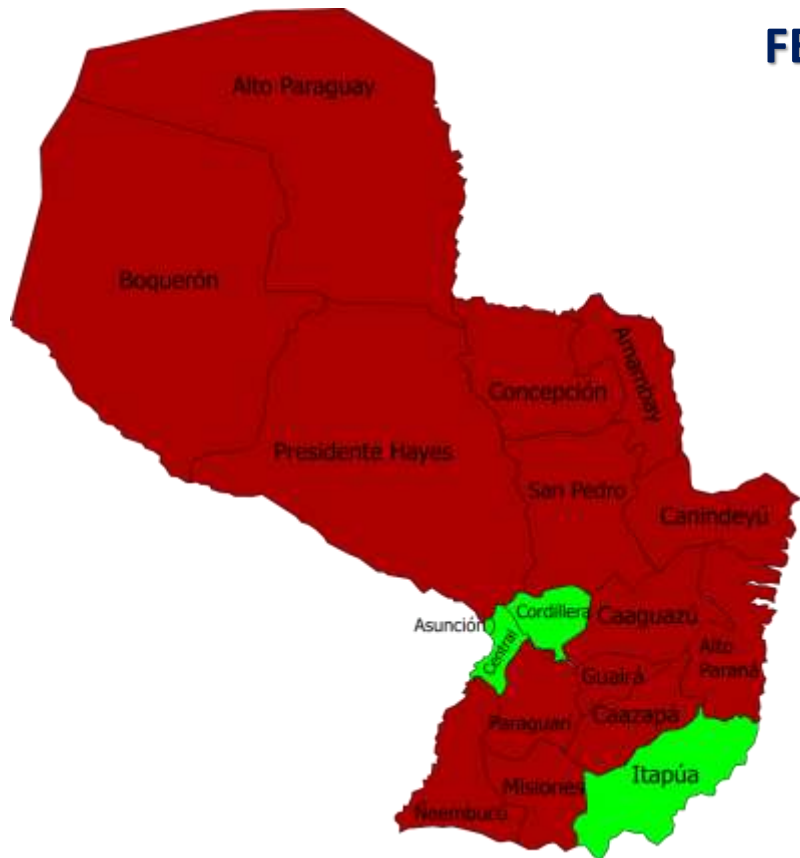 FE
Alto Paraguay
Boquerón
Amambay
Concepción
Presidente Hayes
San Pedro
Canindeyú
Cordillera
Asunción
Caaguazú
Central
Alto
Paraná
Guairá
Caazapá
Paraguarí
Itapúa
Misiones
Ñeembucú